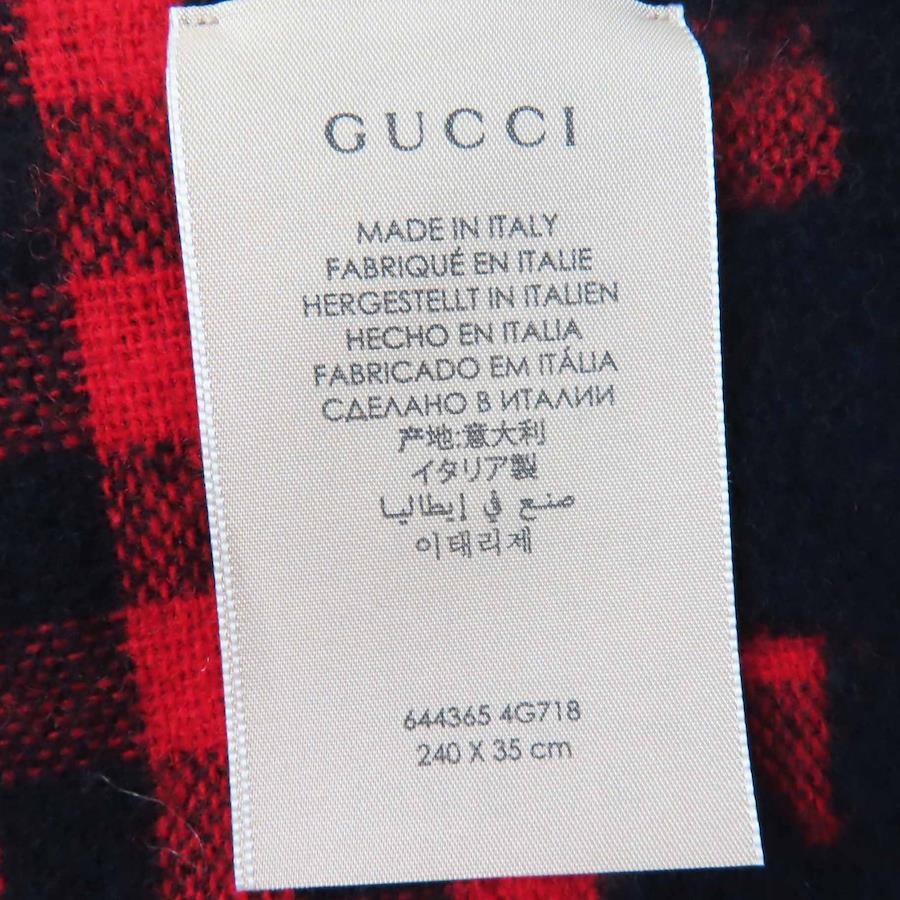 GUCCI
MADE IN ITALY
FABRIQUÉ EN ITALIE
HERGESTELLT IN ITALIEN
HECHO EN ITALIA
FABRICADO EM ITÁLIA
СДЕЛАНО В ИТАЛИИ
产地:意大利
イタリア製
صنع في إيطاليا
이태리제
644365 4G718
240 X 35 cm